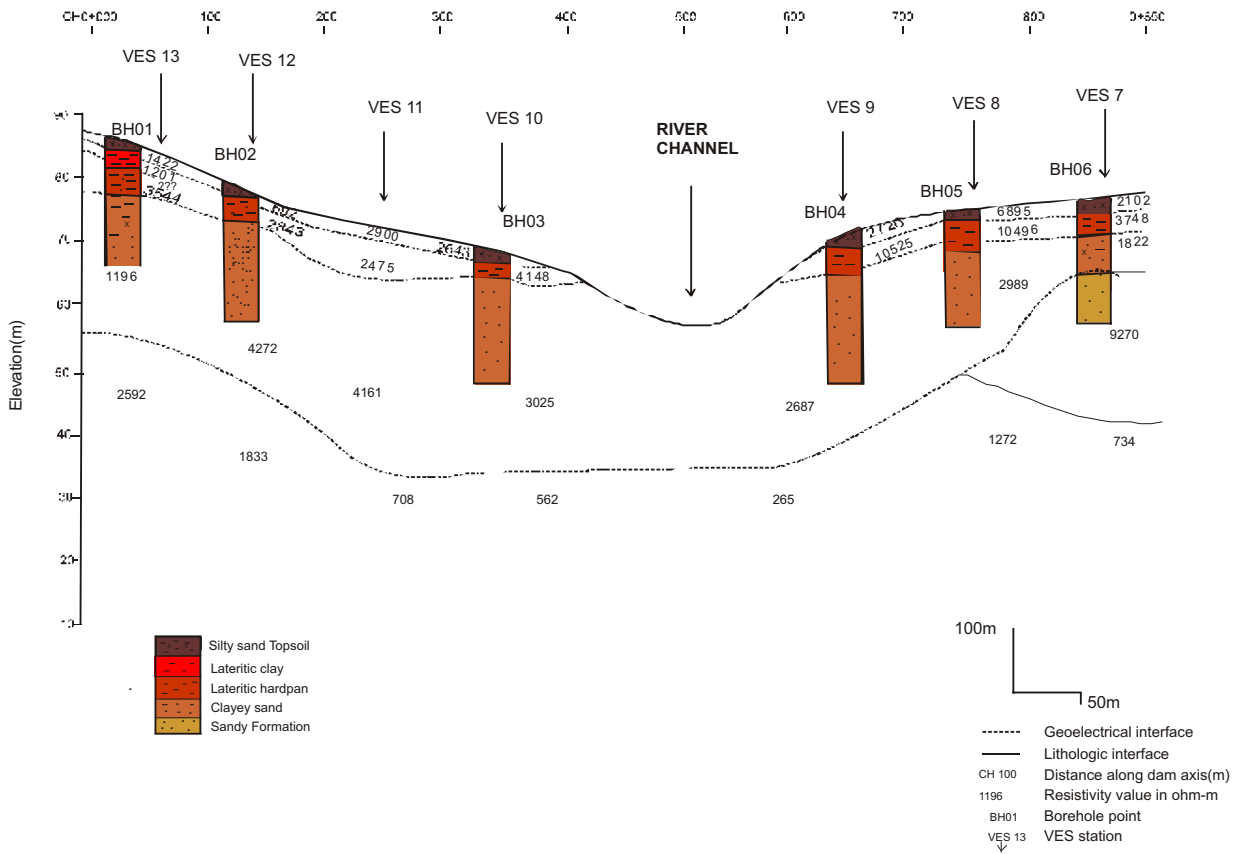 CH0+000 100 200 300 400 500 600 700 800 0+850
VES 13
VES 12
VES 11
VES 10
RIVER
CHANNEL
VES 9
VES 8
VES 7
BH01
BH02
BH03
BH04
BH05
BH06
90
80
70
60
50
40
30
20
10
Elevation(m)
1422
1201
2??
3544
2343
2900
2643
2475
4148
2720
10525
6895
10496
2102
3748
1822
1196
2989
9270
4272
4161
3025
2687
2592
1833
1272
734
708
562
265
Silty sand Topsoil
Lateritic clay
Lateritic hardpan
Clayey sand
Sandy Formation
100m
50m
Geoelectrical interface
Lithologic interface
CH 100 Distance along dam axis(m)
1196 Resistivity value in ohm-m
BH01 Borehole point
VES 13 VES station